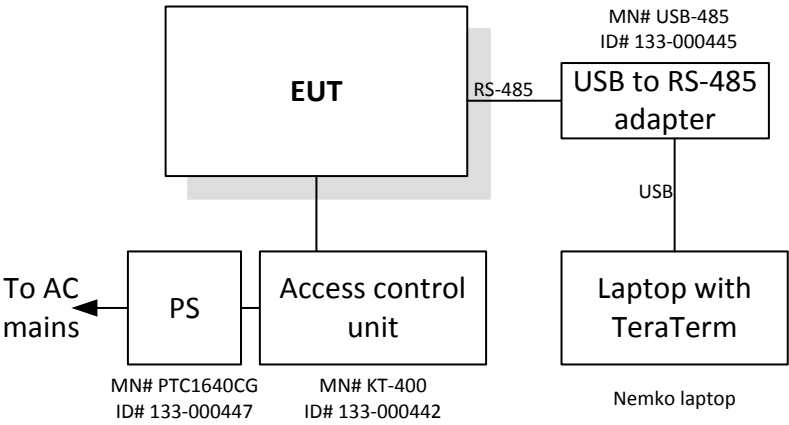 MN# USB-485
ID# 133-000445
EUT
RS-485
USB to RS-485
adapter
USB
To AC
mains
PS
Access control
unit
Laptop with
TeraTerm
MN# PTC1640CG
ID# 133-000447
MN# KT-400
ID# 133-000442
Nemko laptop